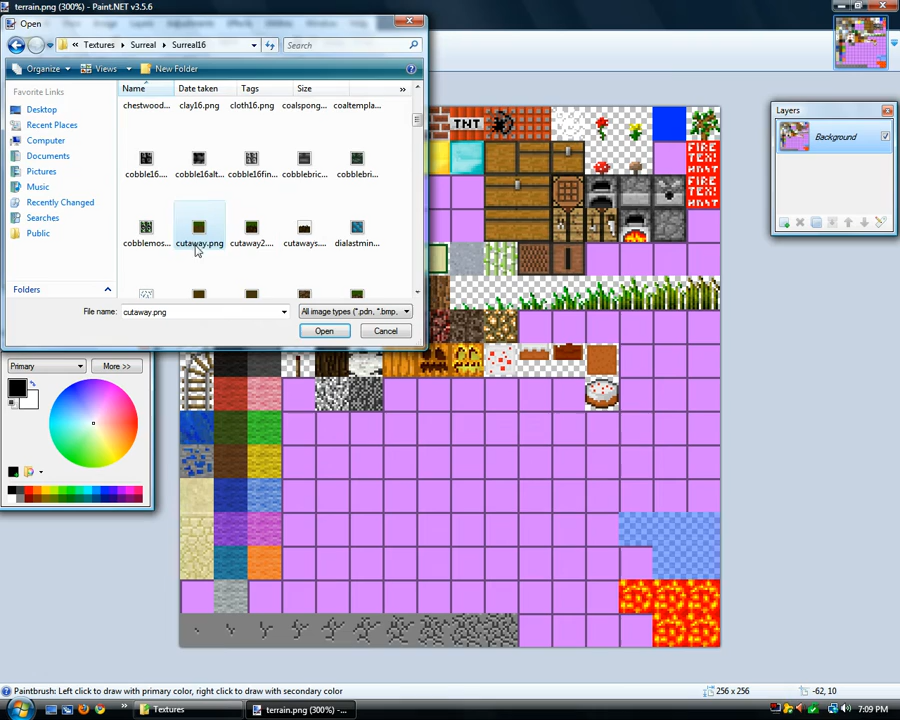 terrain.png (300%) - Paint.NET v3.5.6
Open
Textures Surreal Surreal16 Search
Organize Views New Folder
Favorite Links
Desktop
Recent Places
Computer
Documents
Pictures
Music
Recently Changed
Searches
Public
Folders
Name Date taken Tags Size
chestwood... clay16.png cloth16.png coalspong... coaltempla...
cobble16.... cobble16alt... cobble16fin... cobblebric... cobblebri...
cobblemos... cutaway.png cutaway2.... cutaways.... dialastmin...
File name: cutaway.png All image types (*.pdn, *.bmp,
Open Cancel
Primary More >>
TNT
FIRE
TEX!
FIRE
TEX!
Layers
Background
Paintbrush: Left click to draw with primary color, right click to draw with secondary color
256 x 256 -62, 10
Textures terrain.png (300%) -... 7:09 PM